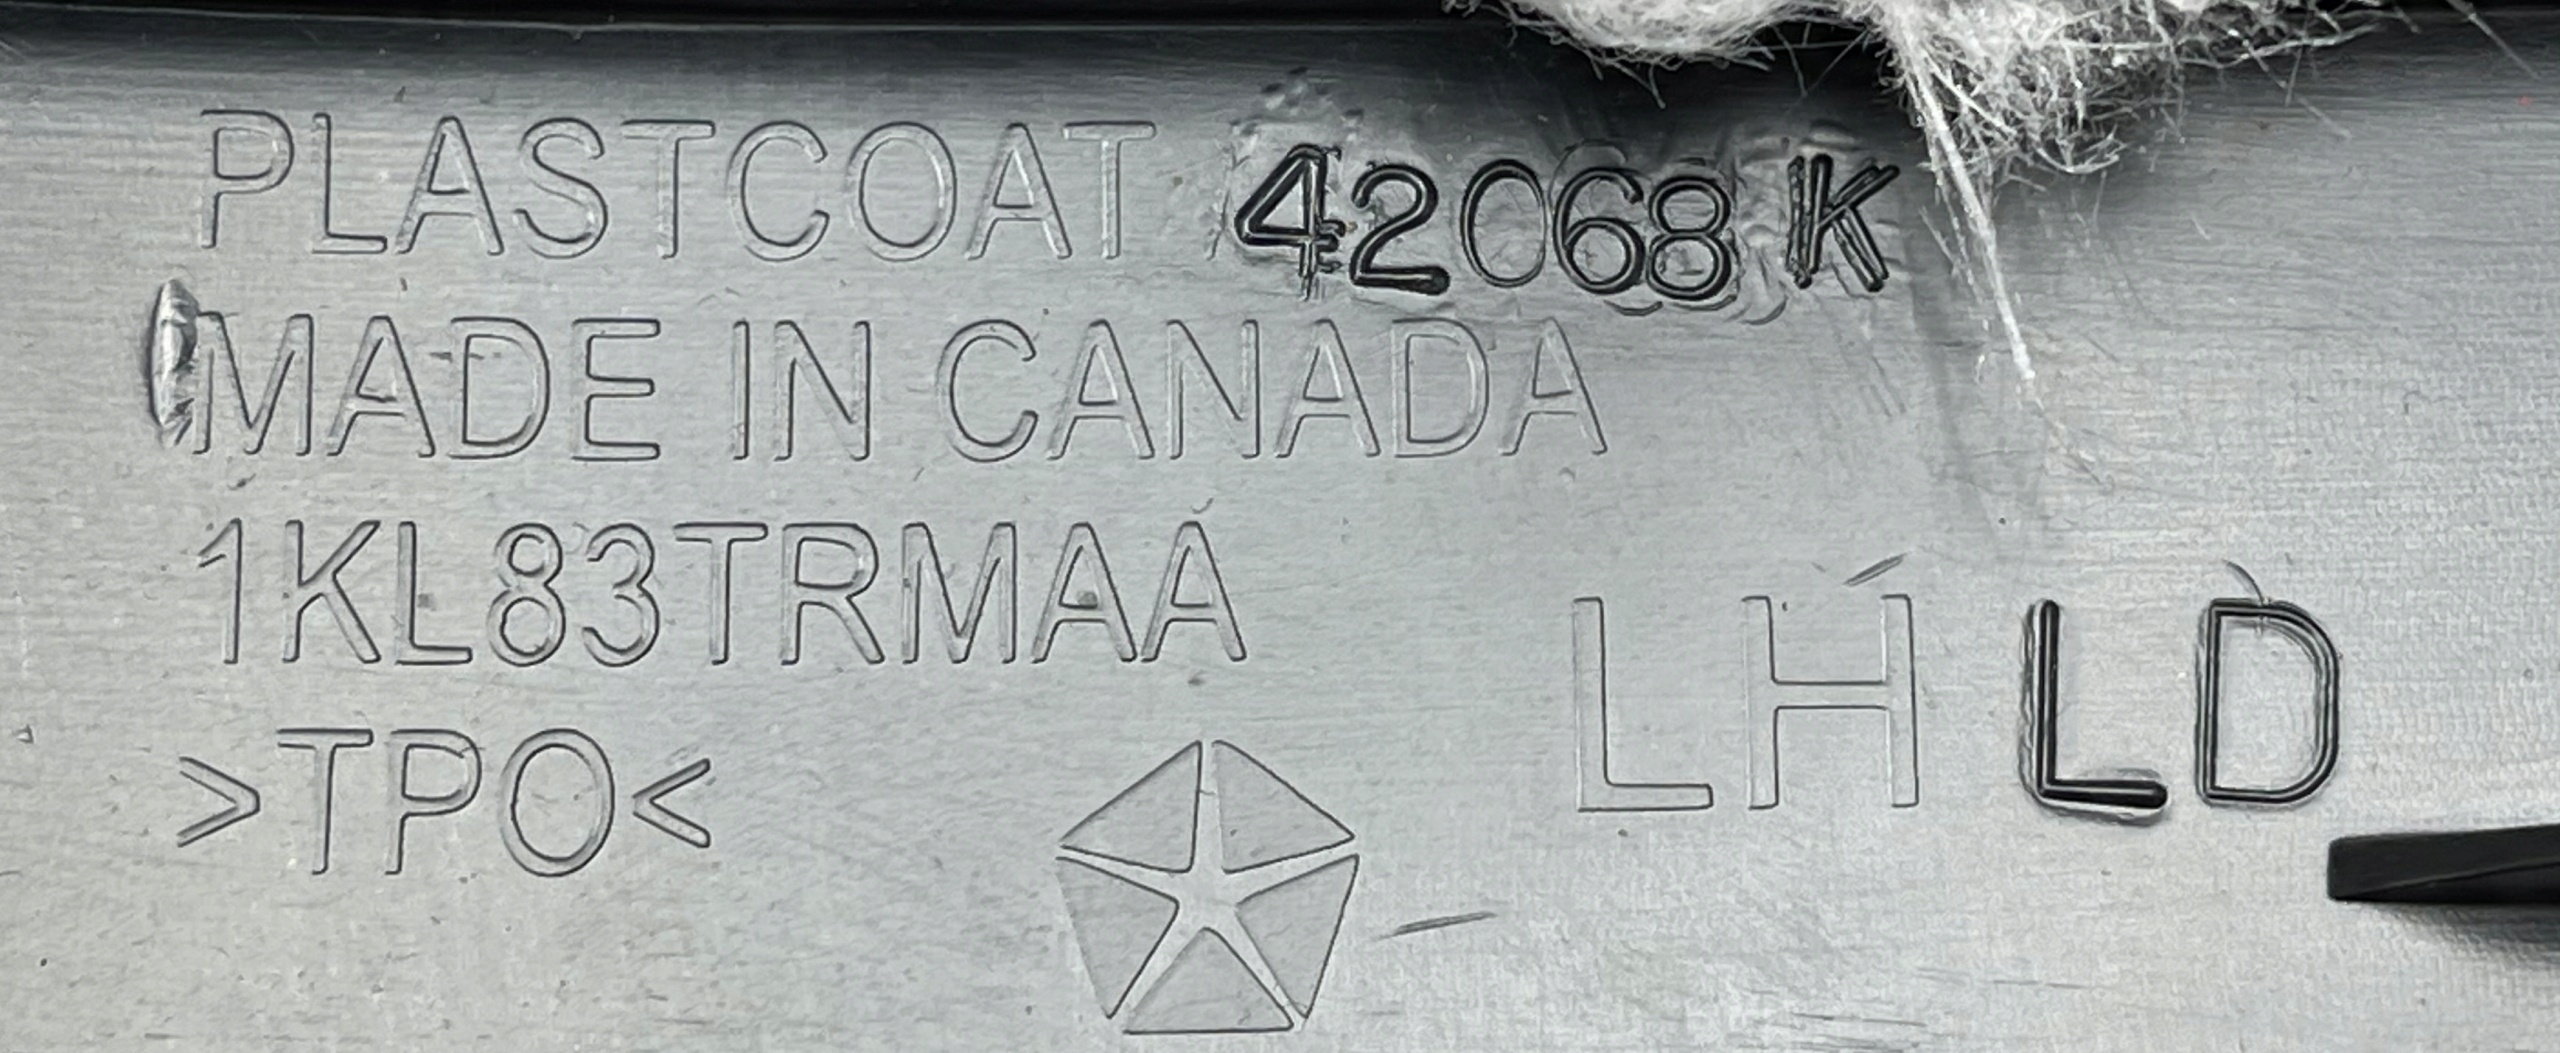 PLASTCOAT 42068 K
MADE IN CANADA
1KL83TRMAA
>TPO<
LH LD